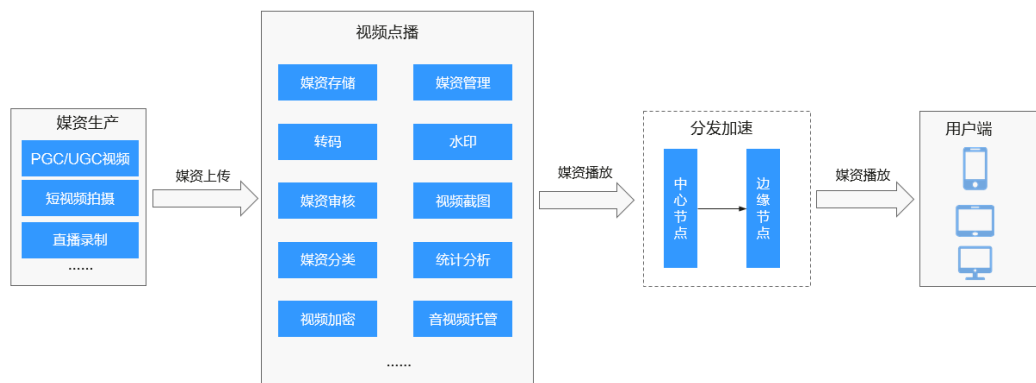 媒资生产
PGC/UGC视频
短视频拍摄
直播录制
......
媒资上传
视频点播
媒资存储
媒资管理
转码
水印
媒资审核
视频截图
媒资分类
统计分析
视频加密
音视频托管
......
媒资播放
分发加速
中心节点
边缘节点
媒资播放
用户端